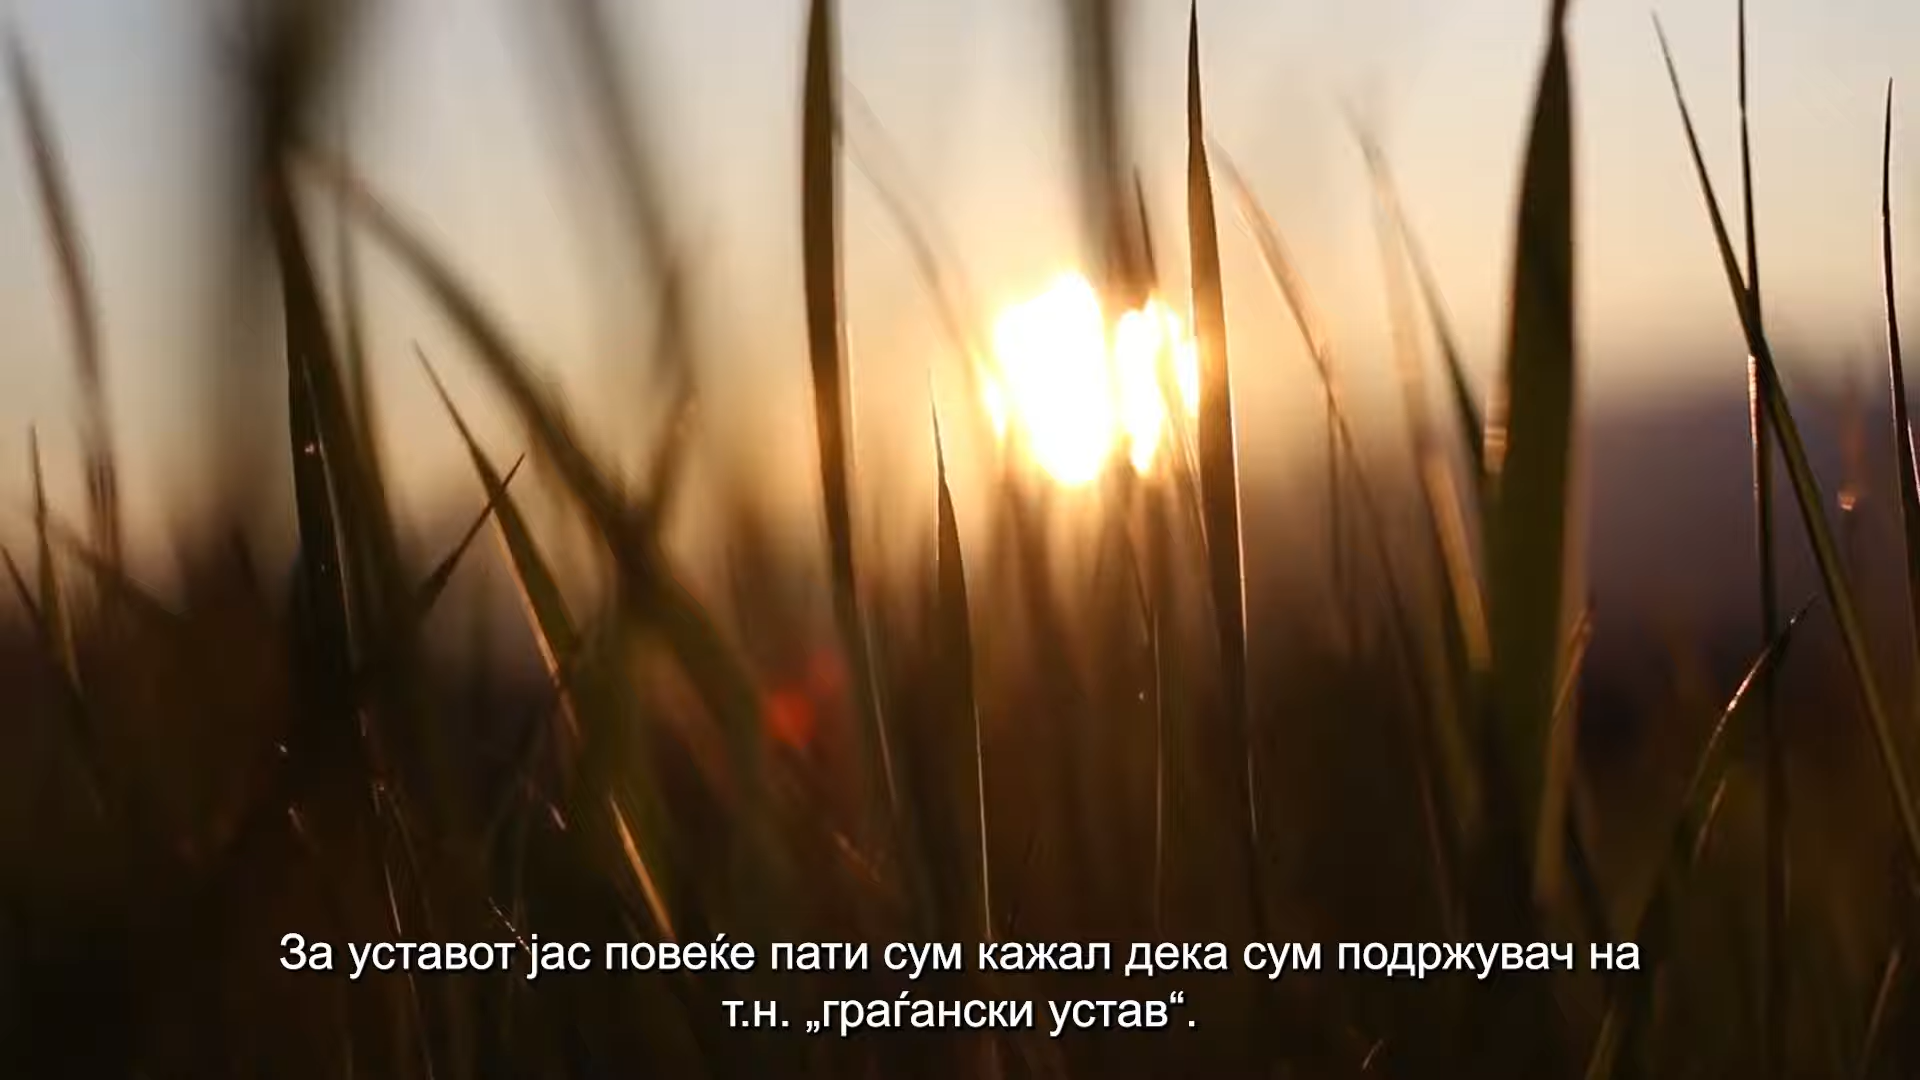 За уставот јас повеќе пати сум кажал дека сум подржувач на
т.н. „граѓански устав“.